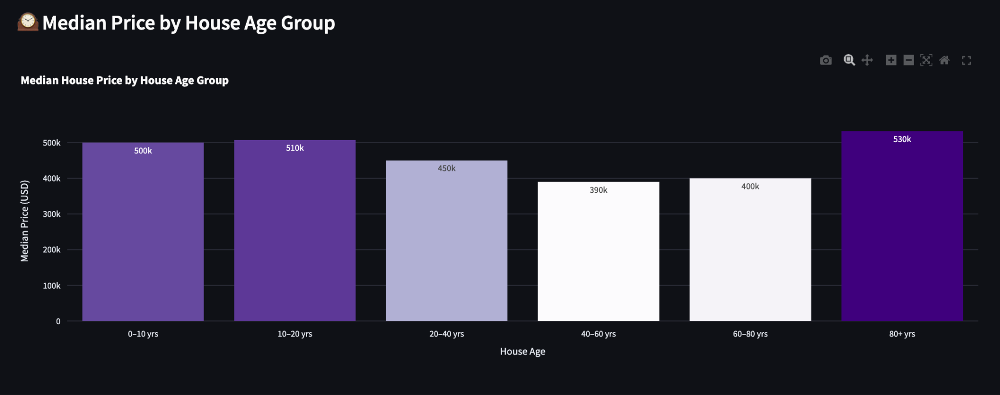 Median Price by House Age Group
Median House Price by House Age Group
500k
400k
300k
200k
100k
0
Median Price (USD)
500k
510k
450k
390k
400k
530k
0–10 yrs
10–20 yrs
20–40 yrs
40–60 yrs
60–80 yrs
80+ yrs
House Age